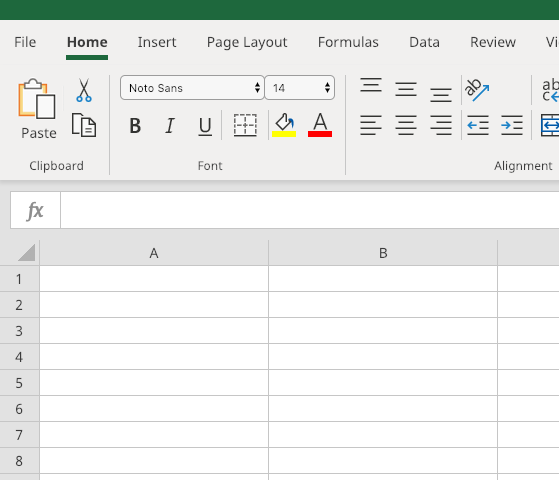 File Home Insert Page Layout Formulas Data Review Vi
Noto Sans 14 ab
c
Paste B I U A
Clipboard Font Alignment
fx
A B
1
2
3
4
5
6
7
8